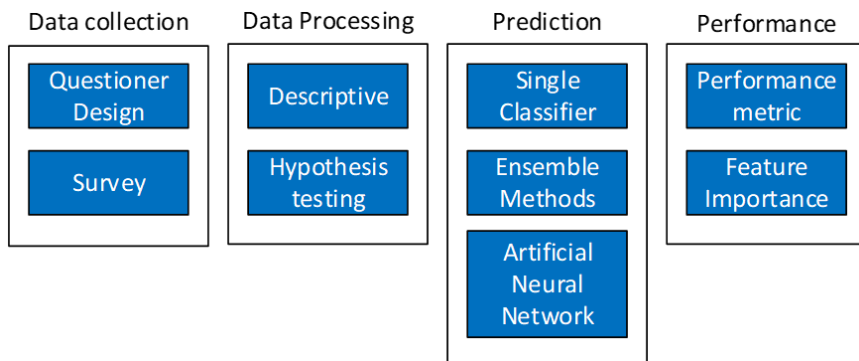 Data collection
Questioner
Design
Survey
Data Processing
Descriptive
Hypothesis
testing
Prediction
Single
Classifier
Ensemble
Methods
Artificial
Neural
Network
Performance
Performance
metric
Feature
Importance